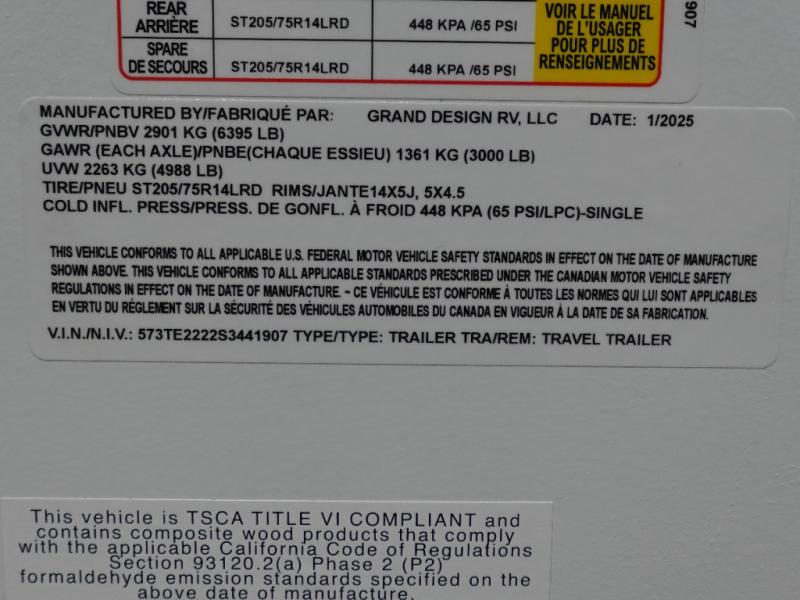 REAR
ARRIÈRE ST205/75R14LRD 448 KPA /65 PSI
SPARE
DE SECOURS ST205/75R14LRD 448 KPA /65 PSI
VOIR LE MANUEL
DE L'USAGER
POUR PLUS DE
RENSEIGNEMENTS
907
MANUFACTURED BY/FABRIQUÉ PAR: GRAND DESIGN RV, LLC DATE: 1/2025
GVWR/PNBV 2901 KG (6395 LB)
GAWR (EACH AXLE)/PNBE(CHAQUE ESSIEU) 1361 KG (3000 LB)
UVW 2263 KG (4988 LB)
TIRE/PNEU ST205/75R14LRD RIMS/JANTE14X5J, 5X4.5
COLD INFL. PRESS/PRESS. DE GONFL. À FROID 448 KPA (65 PSI/LPC)-SINGLE
THIS VEHICLE CONFORMS TO ALL APPLICABLE U.S. FEDERAL MOTOR VEHICLE SAFETY STANDARDS IN EFFECT ON THE DATE OF MANUFACTURE
SHOWN ABOVE. THIS VEHICLE CONFORMS TO ALL APPLICABLE STANDARDS PRESCRIBED UNDER THE CANADIAN MOTOR VEHICLE SAFETY
REGULATIONS IN EFFECT ON THE DATE OF MANUFACTURE. ~ CE VÉHICULE EST CONFORME À TOUTES LES NORMES QUI LUI SONT APPLICABLES
EN VERTU DU RÉGLEMENT SUR LA SÉCURITÉ DES VÉHICULES AUTOMOBILES DU CANADA EN VIGUEUR À LA DATE DE SA FABRICATION.
V.I.N./N.I.V.: 573TE2222S3441907 TYPE/TYPE: TRAILER TRA/REM: TRAVEL TRAILER
This vehicle is TSCA TITLE VI COMPLIANT and
contains composite wood products that comply
with the applicable California Code of Regulations
Section 93120.2(a) Phase 2 (P2)
formaldehyde emission standards specified on the
above date of manufacture.